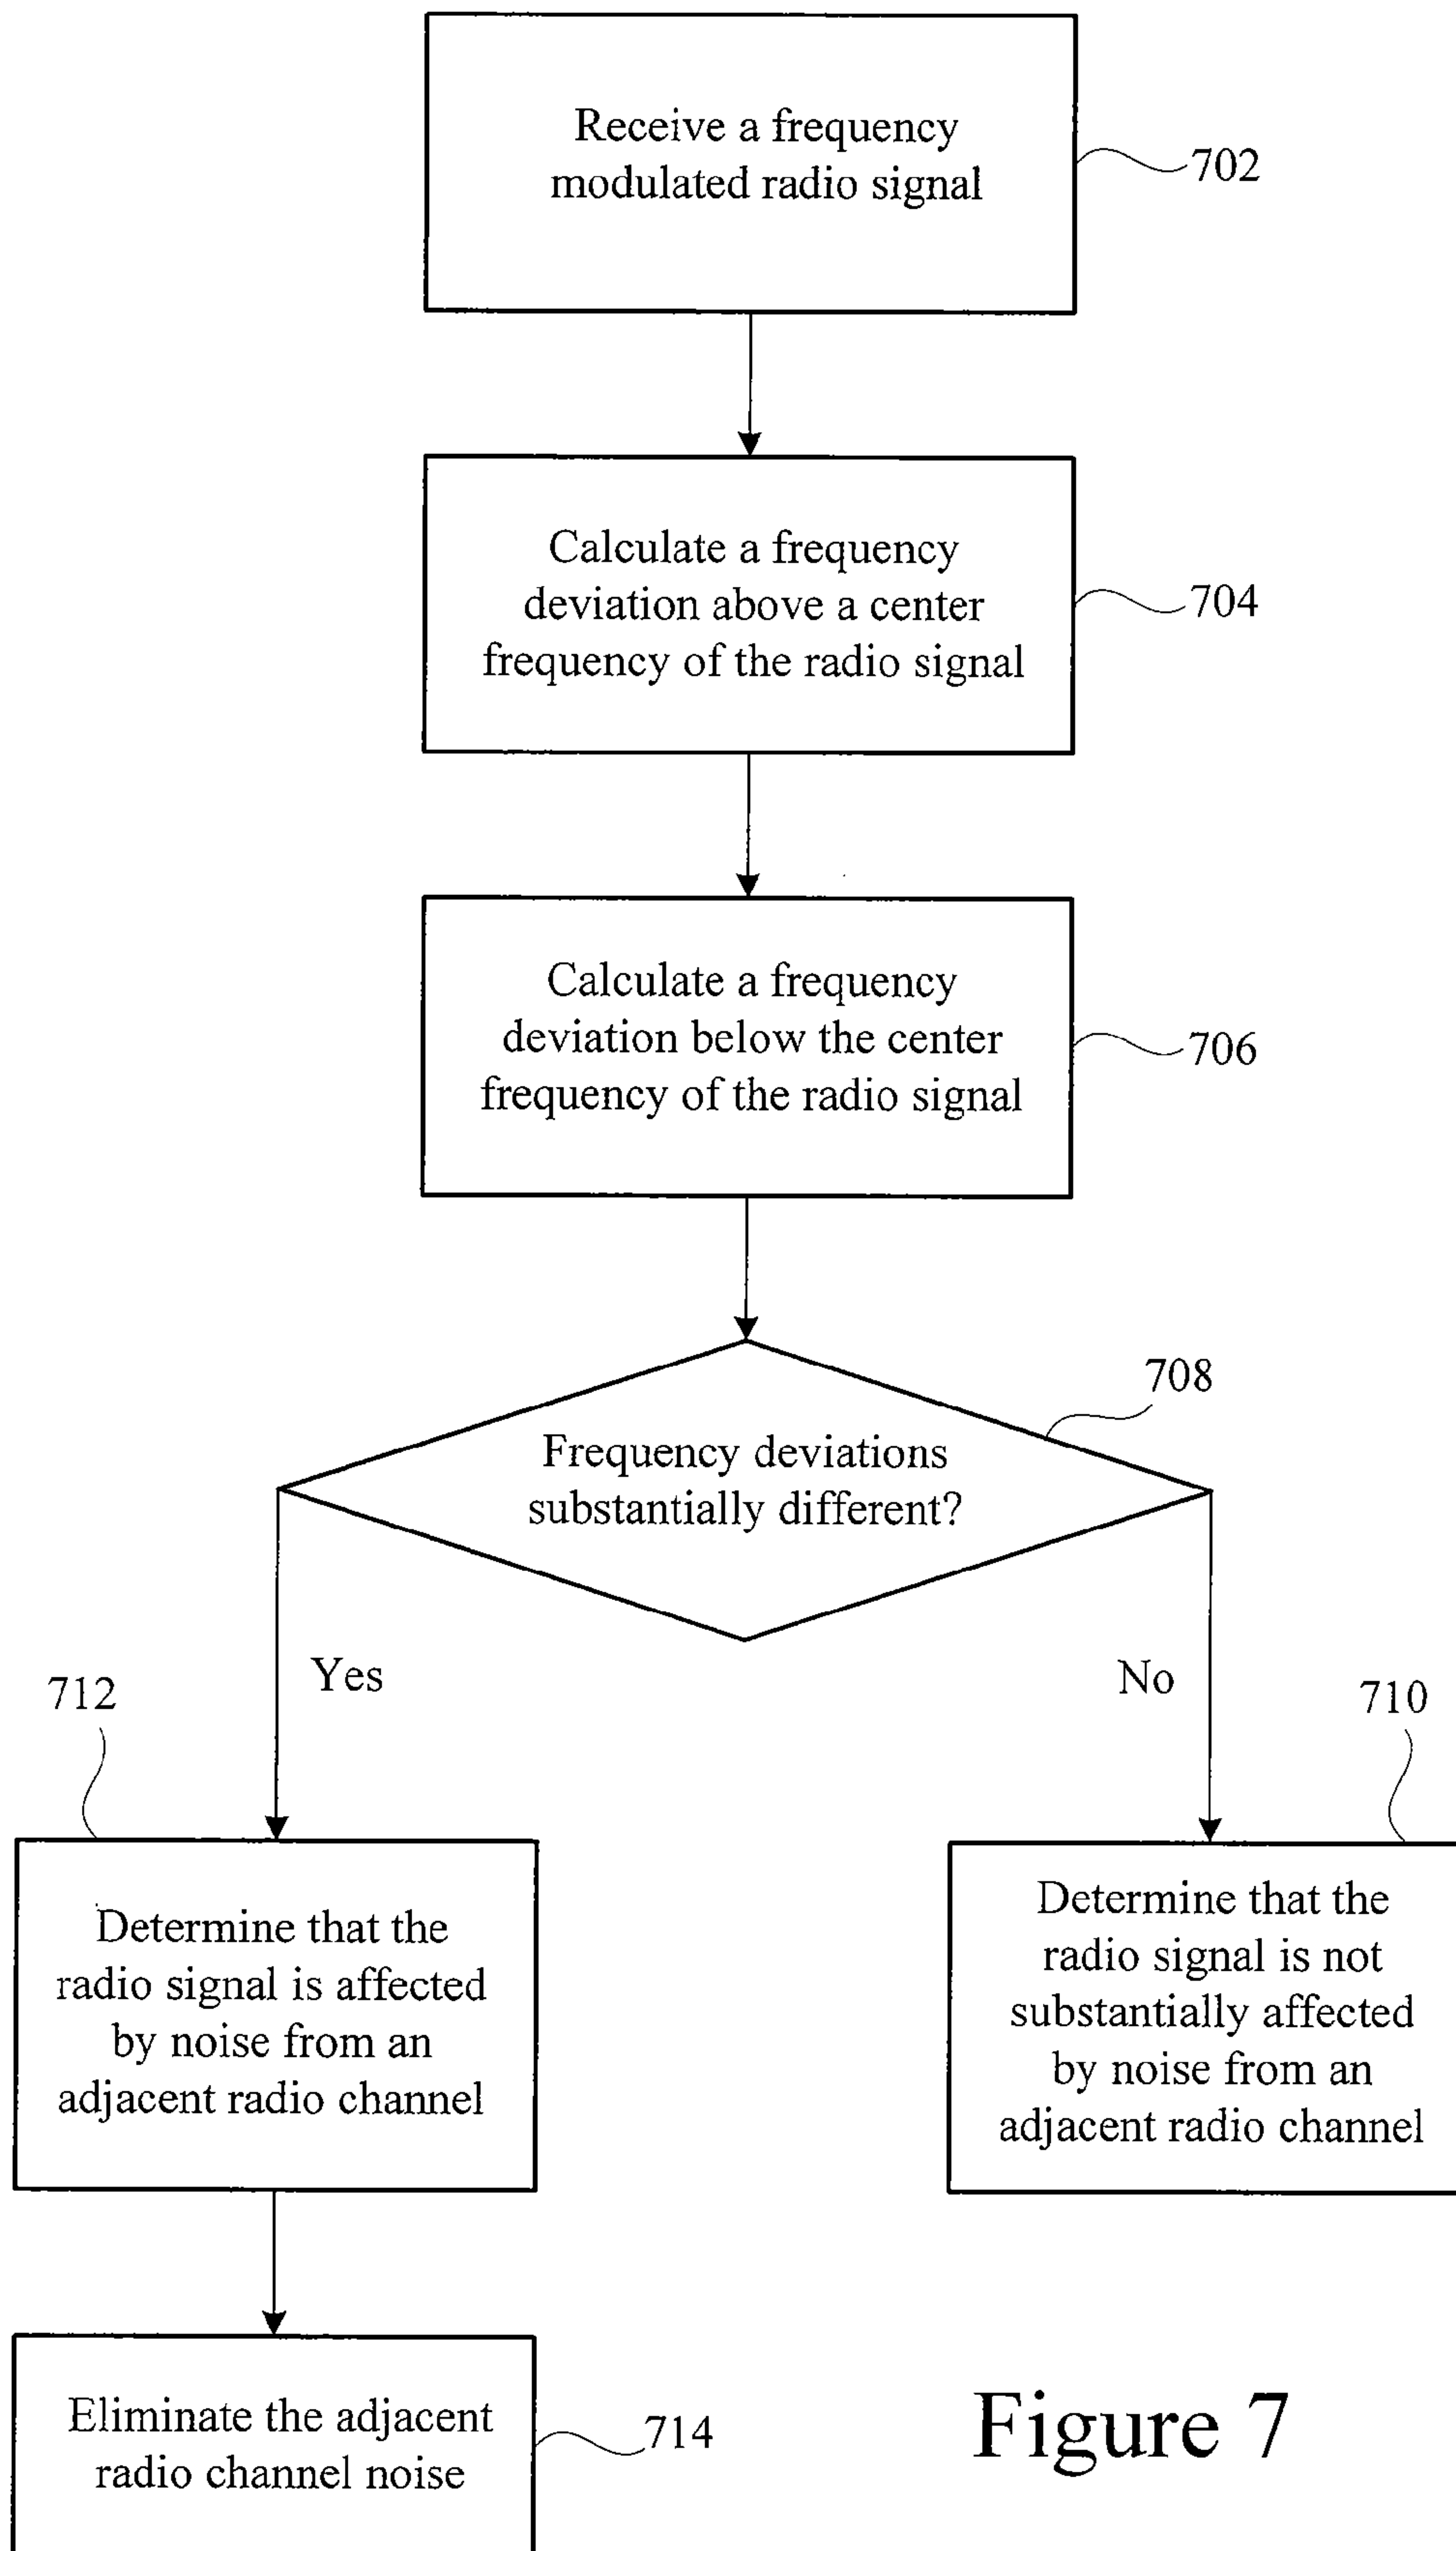 Receive a frequency
modulated radio signal
702
Calculate a frequency
deviation above a center
frequency of the radio signal
704
Calculate a frequency
deviation below the center
frequency of the radio signal
706
708
Frequency deviations
substantially different?
Yes
No
712
710
Determine that the
radio signal is affected
by noise from an
adjacent radio channel
Determine that the
radio signal is not
substantially affected
by noise from an
adjacent radio channel
Eliminate the adjacent
radio channel noise
714
Figure 7